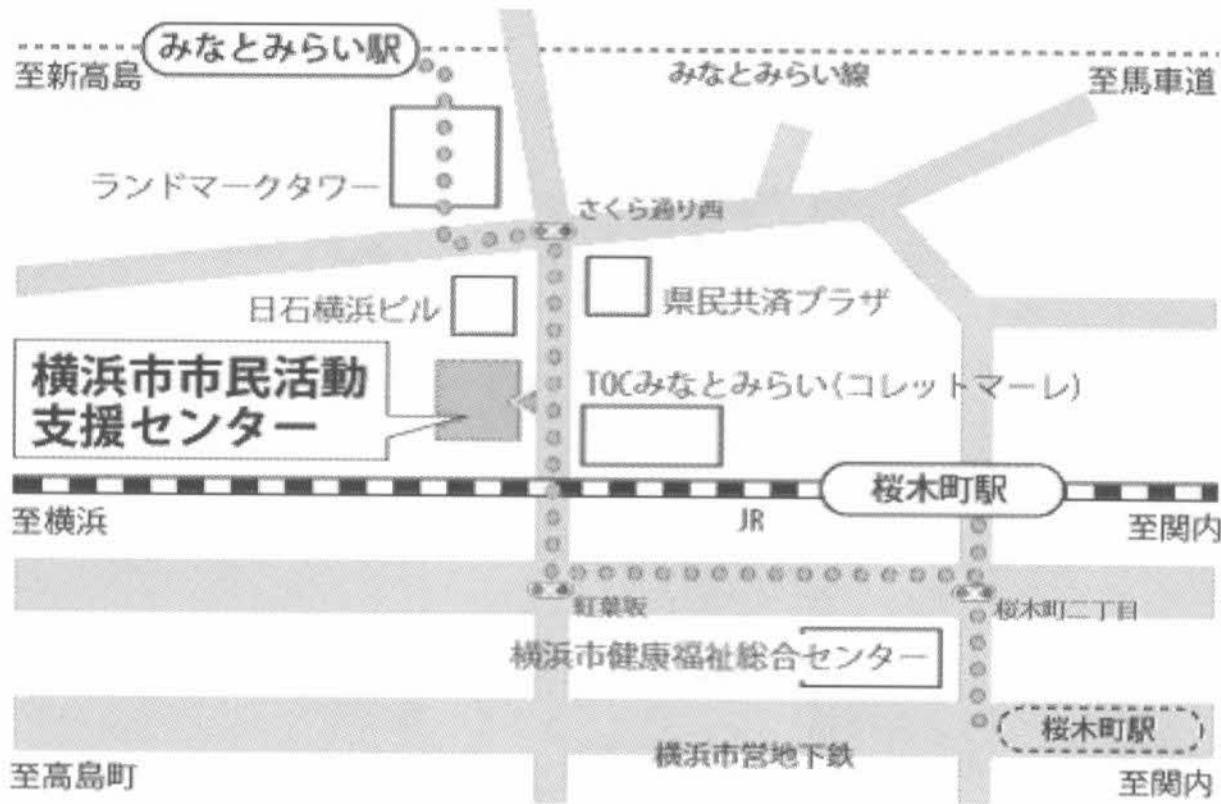 みなとみらい駅
至新高島
みなとみらい線
至馬車道
ランドマークタワー
さくら通り西
日石横浜ビル
県民共済プラザ
横浜市市民活動
支援センター
TOCみなとみらい(コレットマーレ)
桜木町駅
至横浜
JR
至関内
紅葉坂
桜木町二丁目
横浜市健康福祉総合センター
桜木町駅
横浜市営地下鉄
至高島町
至関内